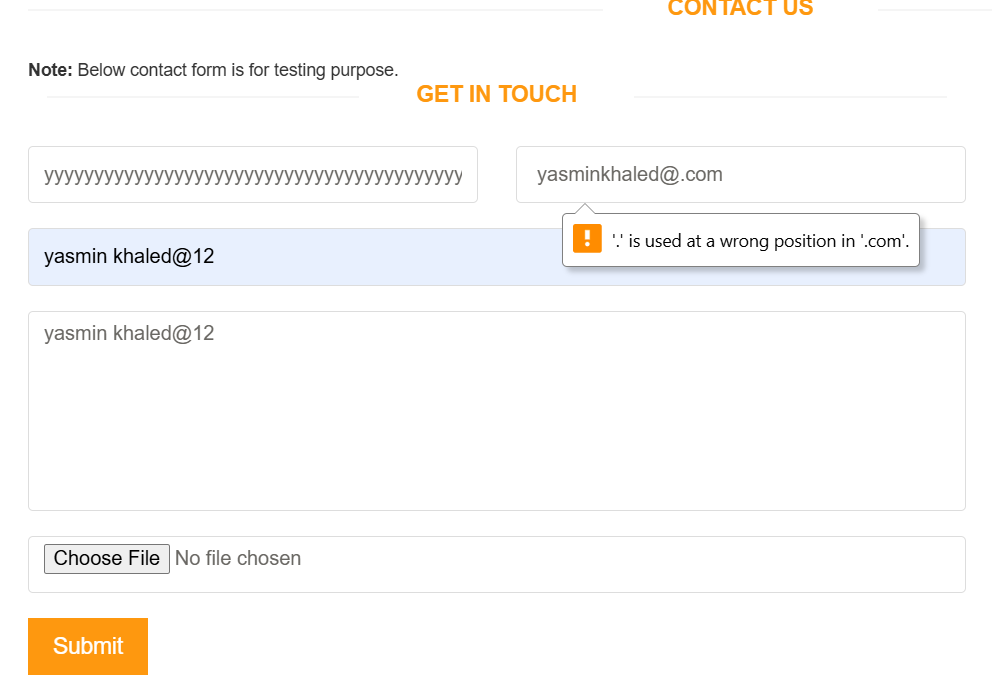 CONTACT US
Note: Below contact form is for testing purpose.
GET IN TOUCH
yyyyyyyyyyyyyyyyyyyyyyyyyyyyyyyyyyyyyyyyyy
yasminkhaled@.com
'.' is used at a wrong position in '.com'.
yasmin khaled@12
yasmin khaled@12
Choose File No file chosen
Submit